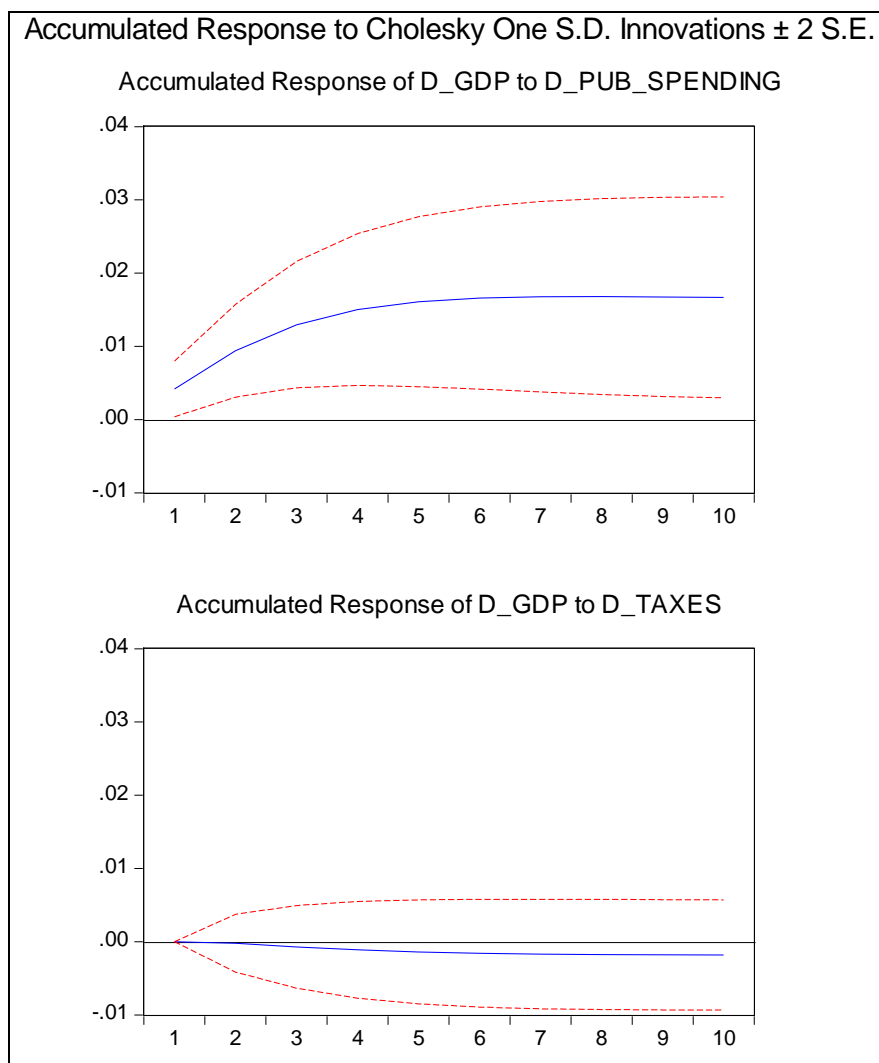 Accumulated Response to Cholesky One S.D. Innovations ± 2 S.E.
Accumulated Response of D_GDP to D_PUB_SPENDING
.04
.03
.02
.01
.00
-.01
1 2 3 4 5 6 7 8 9 10
Accumulated Response of D_GDP to D_TAXES
.04
.03
.02
.01
.00
-.01
1 2 3 4 5 6 7 8 9 10